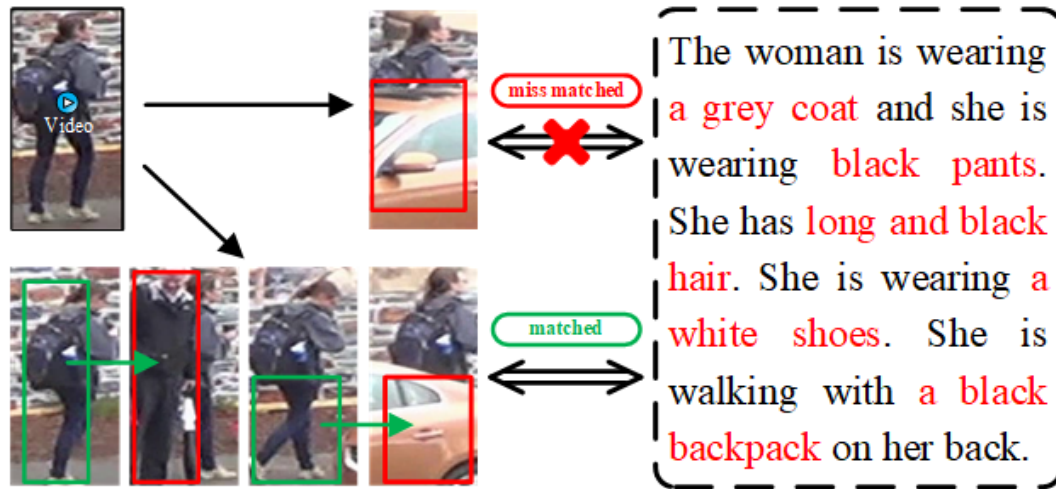 Video
miss matched
matched
The woman is wearing
a grey coat and she is
wearing black pants.
She has long and black
hair. She is wearing a
white shoes. She is
walking with a black
backpack on her back.